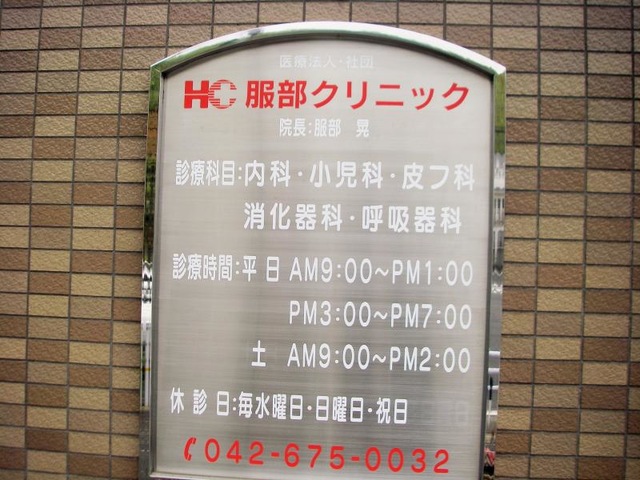 医療法人・社団
HC 服部クリニック
院長:服部 晃
診療科目:内科・小児科・皮フ科
消化器科・呼吸器科
診療時間:平日 AM9:00~PM1:00
PM3:00~PM7:00
土 AM9:00~PM2:00
休診日:毎水曜日・日曜日・祝日
042-675-0032